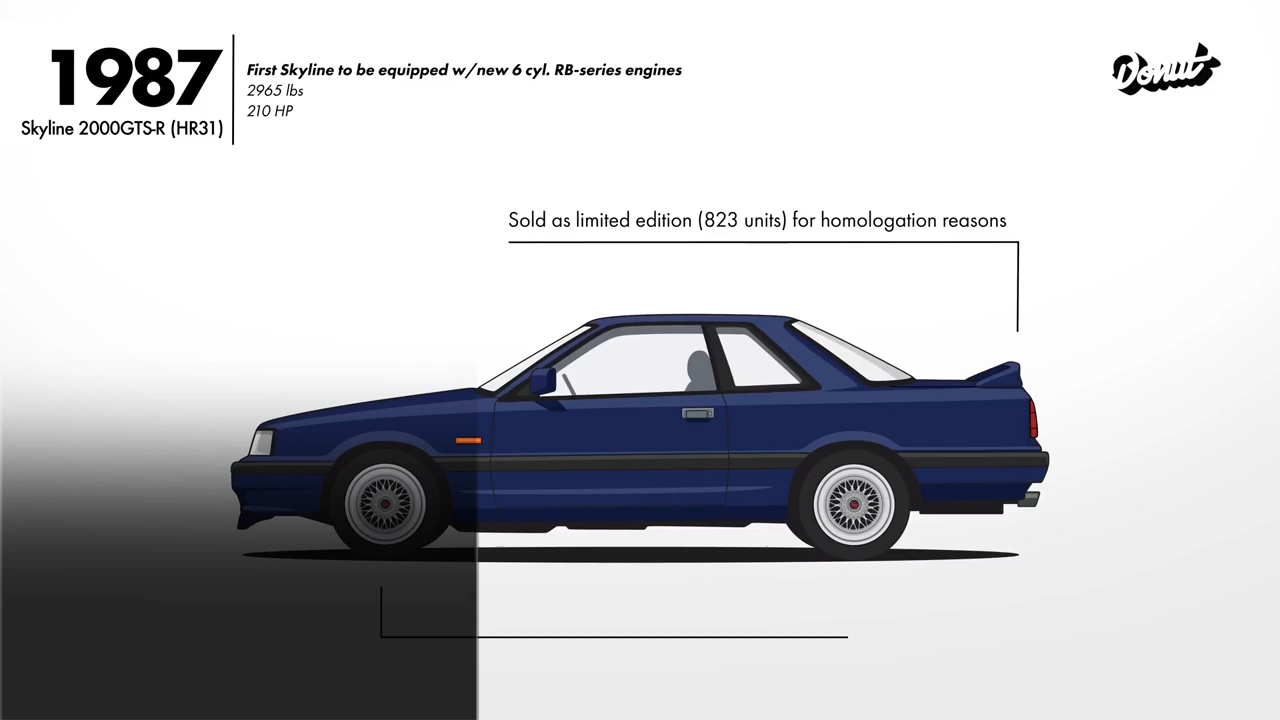 1987
Skyline 2000GTS-R (HR31)
First Skyline to be equipped w/new 6 cyl. RB-series engines
2965 lbs
210 HP
Donut
Sold as limited edition (823 units) for homologation reasons